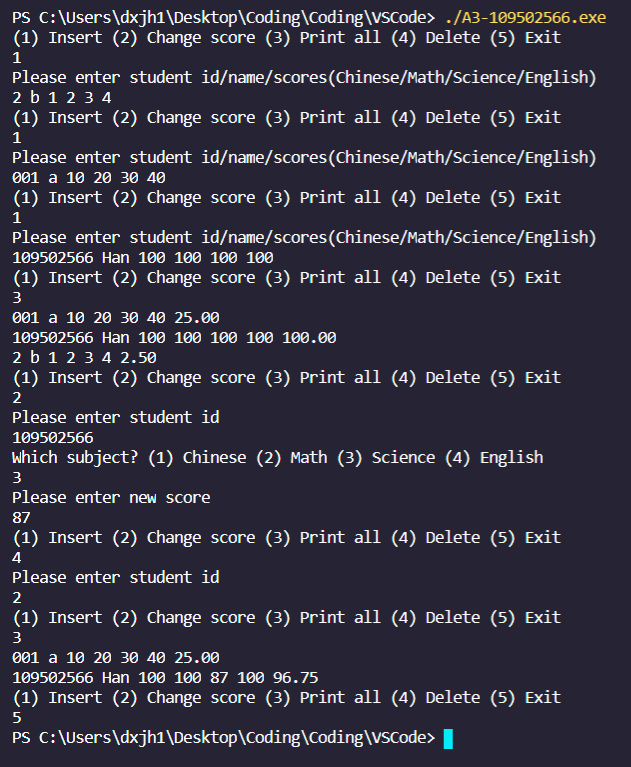 PS C:\Users\dxjh1\Desktop\Coding\Coding\VSCode> ./A3-109502566.exe
(1) Insert (2) Change score (3) Print all (4) Delete (5) Exit
1
Please enter student id/name/scores(Chinese/Math/Science/English)
2 b 1 2 3 4
(1) Insert (2) Change score (3) Print all (4) Delete (5) Exit
1
Please enter student id/name/scores(Chinese/Math/Science/English)
001 a 10 20 30 40
(1) Insert (2) Change score (3) Print all (4) Delete (5) Exit
1
Please enter student id/name/scores(Chinese/Math/Science/English)
109502566 Han 100 100 100 100
(1) Insert (2) Change score (3) Print all (4) Delete (5) Exit
3
001 a 10 20 30 40 25.00
109502566 Han 100 100 100 100 100.00
2 b 1 2 3 4 2.50
(1) Insert (2) Change score (3) Print all (4) Delete (5) Exit
2
Please enter student id
109502566
Which subject? (1) Chinese (2) Math (3) Science (4) English
3
Please enter new score
87
(1) Insert (2) Change score (3) Print all (4) Delete (5) Exit
4
Please enter student id
2
(1) Insert (2) Change score (3) Print all (4) Delete (5) Exit
3
001 a 10 20 30 40 25.00
109502566 Han 100 100 87 100 96.75
(1) Insert (2) Change score (3) Print all (4) Delete (5) Exit
5
PS C:\Users\dxjh1\Desktop\Coding\Coding\VSCode>